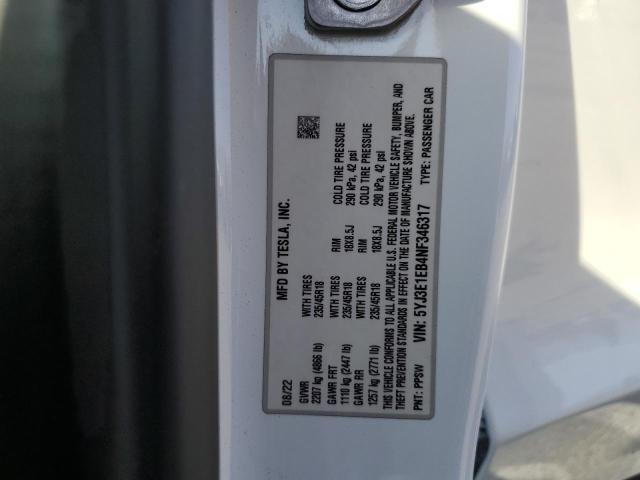 08/22 MFD BY TESLA, INC.
GVWR WITH TIRES RIM COLD TIRE PRESSURE
2207 kg (4866 lb) 235/45R18 18X8.5J 290 kPa, 42 psi
GAWR FRT WITH TIRES RIM COLD TIRE PRESSURE
1110 kg (2447 lb) 235/45R18 18X8.5J 290 kPa, 42 psi
GAWR RR WITH TIRES
1257 kg (2771 lb) 235/45R18
THIS VEHICLE CONFORMS TO ALL APPLICABLE U.S. FEDERAL MOTOR VEHICLE SAFETY, BUMPER, AND
THEFT PREVENTION STANDARDS IN EFFECT ON THE DATE OF MANUFACTURE SHOWN ABOVE.
PNT: PPSW VIN: 5YJ3E1EB4NF346317 TYPE: PASSENGER CAR